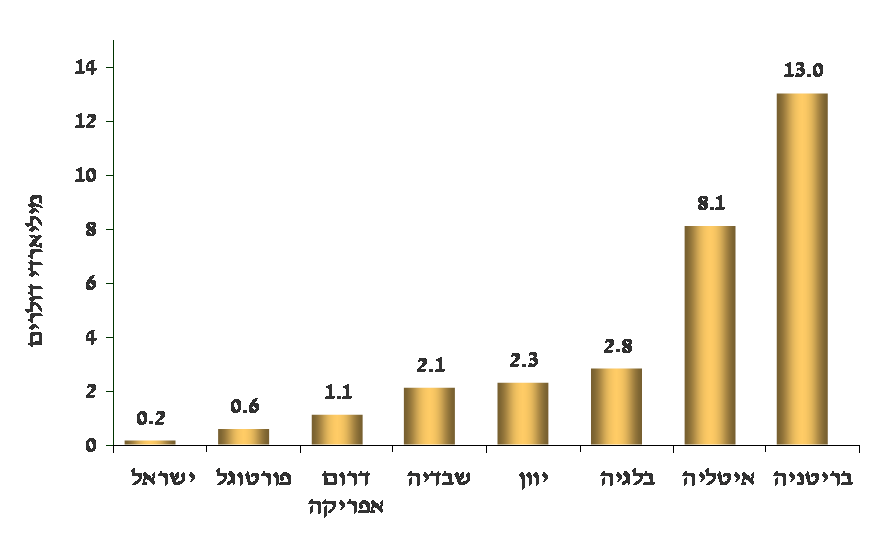 מיליארדי דולרים
14
12
10
8
6
4
2
0
0.2
0.6
1.1
2.1
2.3
2.8
8.1
13.0
ישראל
פורטוגל
דרום
אפריקה
שבדיה
יוון
בלגיה
איטליה
בריטניה